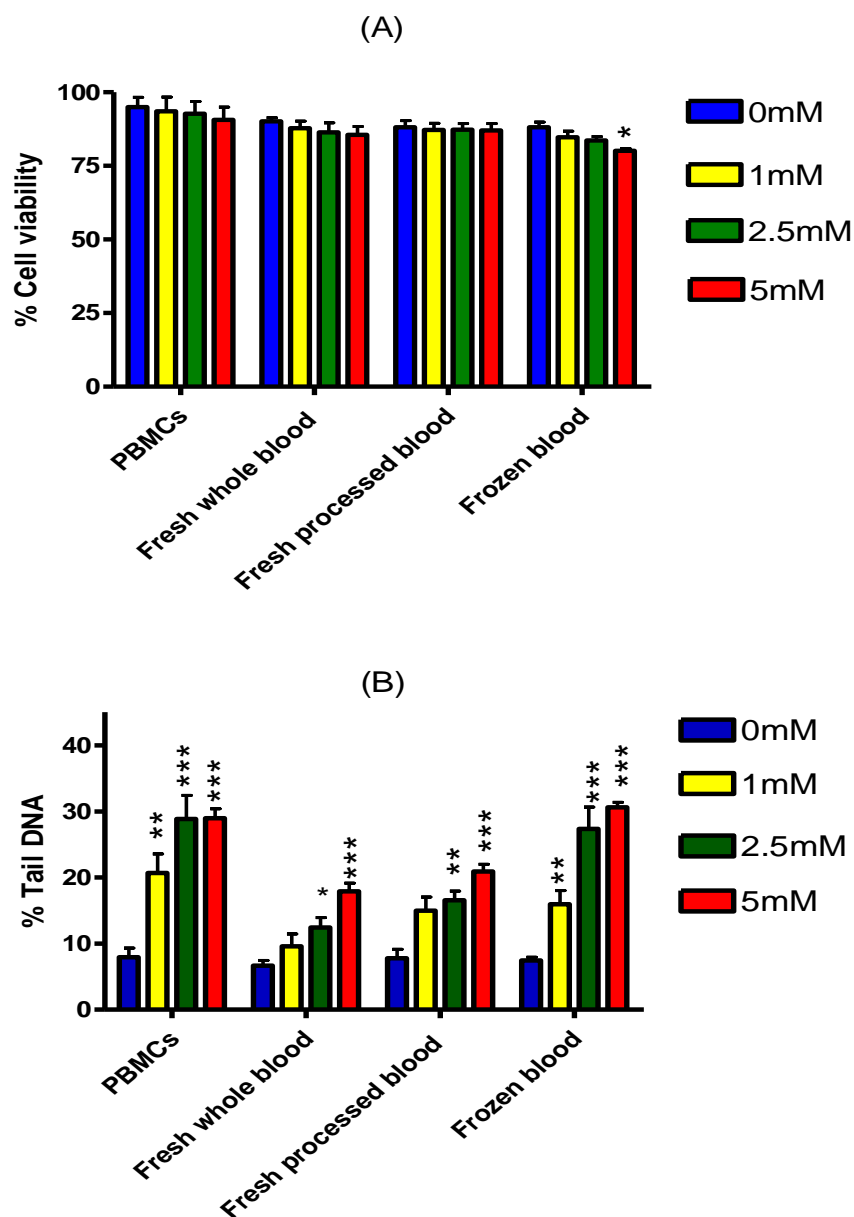 (A)
100
75
50
25
0
% Cell viability
PBMCs
Fresh whole blood
Fresh processed blood
Frozen blood
*
0mM
1mM
2.5mM
5mM
(B)
40
30
20
10
0
% Tail DNA
**
***
***
*
***
**
***
**
***
***
PBMCs
Fresh whole blood
Fresh processed blood
Frozen blood
0mM
1mM
2.5mM
5mM